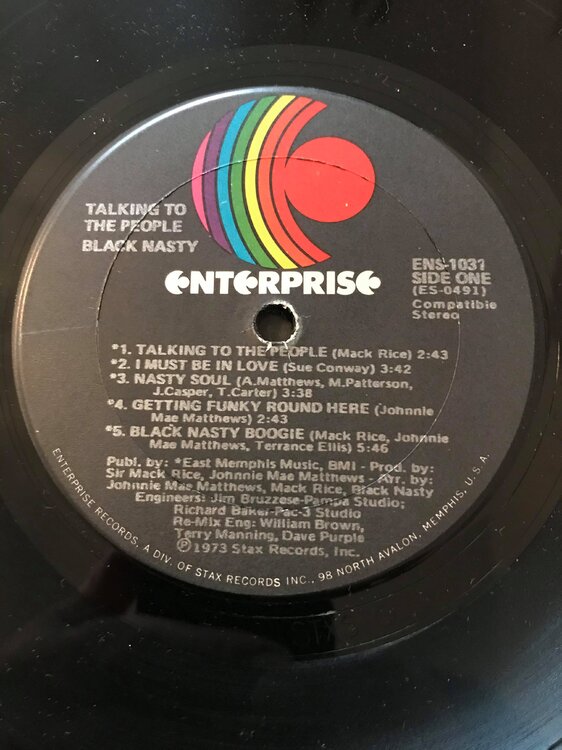 TALKING TO
THE PEOPLE
BLACK NASTY
ENTERPRISE
ENS-1031
SIDE ONE
(ES-0491)
Compatible
Stereo
*1. TALKING TO THE PEOPLE (Mack Rice) 2:43
*2. I MUST BE IN LOVE (Sue Conway) 3:42
*3. NASTY SOUL (A.Matthews, M.Patterson,
J.Casper, T.Carter) 3:38
*4. GETTING FUNKY ROUND HERE (Johnnie
Mae Matthews) 2:43
*5. BLACK NASTY BOOGIE (Mack Rice, Johnnie
Mae Matthews, Terrance Ellis) 5:46
Publ. by: *East Memphis Music, BMI - Prod. by:
Sir Mack Rice, Johnnie Mae Matthews - Arr. by:
Johnnie Mae Matthews, Mack Rice, Black Nasty
Engineers: Jim Bruzzese-Pampa Studio;
Richard Baker-Pac-3 Studio
Re-Mix Eng: William Brown,
Terry Manning, Dave Purple
Ⓟ1973 Stax Records, Inc.
ENTERPRISE RECORDS, A DIV. OF STAX RECORDS INC., 98 NORTH AVALON, MEMPHIS, U.S.A.